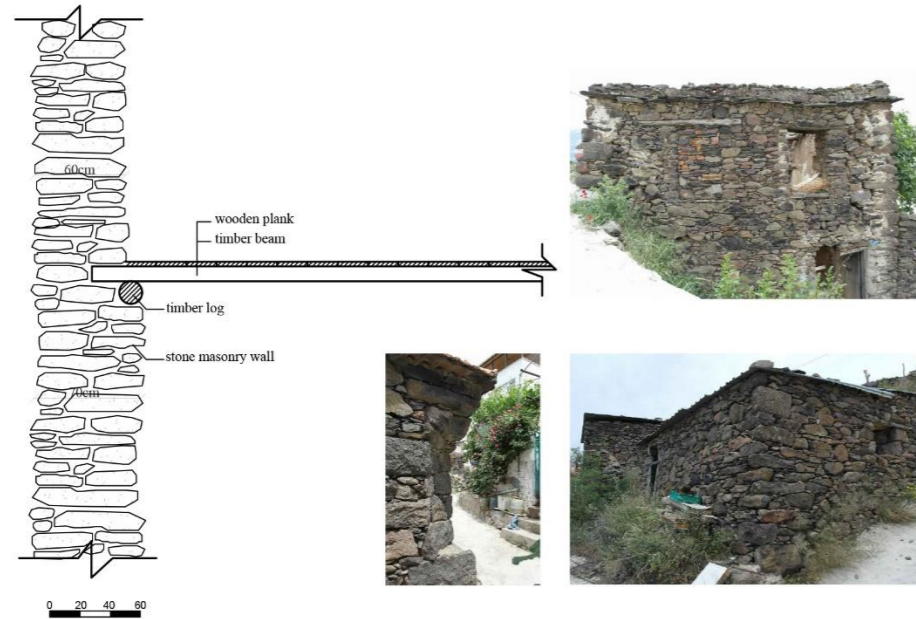 60cm
wooden plank
timber beam
timber log
stone masonry wall
70cm
0 20 40 60